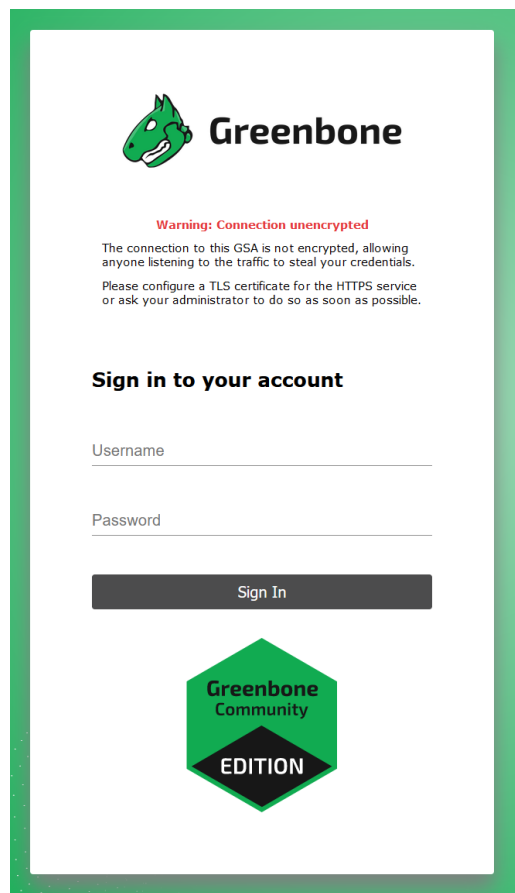 Greenbone
Warning: Connection unencrypted
The connection to this GSA is not encrypted, allowing
anyone listening to the traffic to steal your credentials.
Please configure a TLS certificate for the HTTPS service
or ask your administrator to do so as soon as possible.
Sign in to your account
Username
Password
Sign In
Greenbone
Community
EDITION